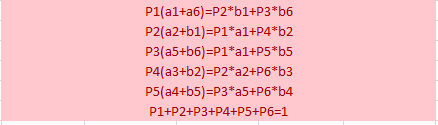 P1(a1+a6)=P2*b1+P3*b6
P2(a2+b1)=P1*a1+P4*b2
P3(a5+b6)=P1*a1+P5*b5
P4(a3+b2)=P2*a2+P6*b3
P5(a4+b5)=P3*a5+P6*b4
P1+P2+P3+P4+P5+P6=1